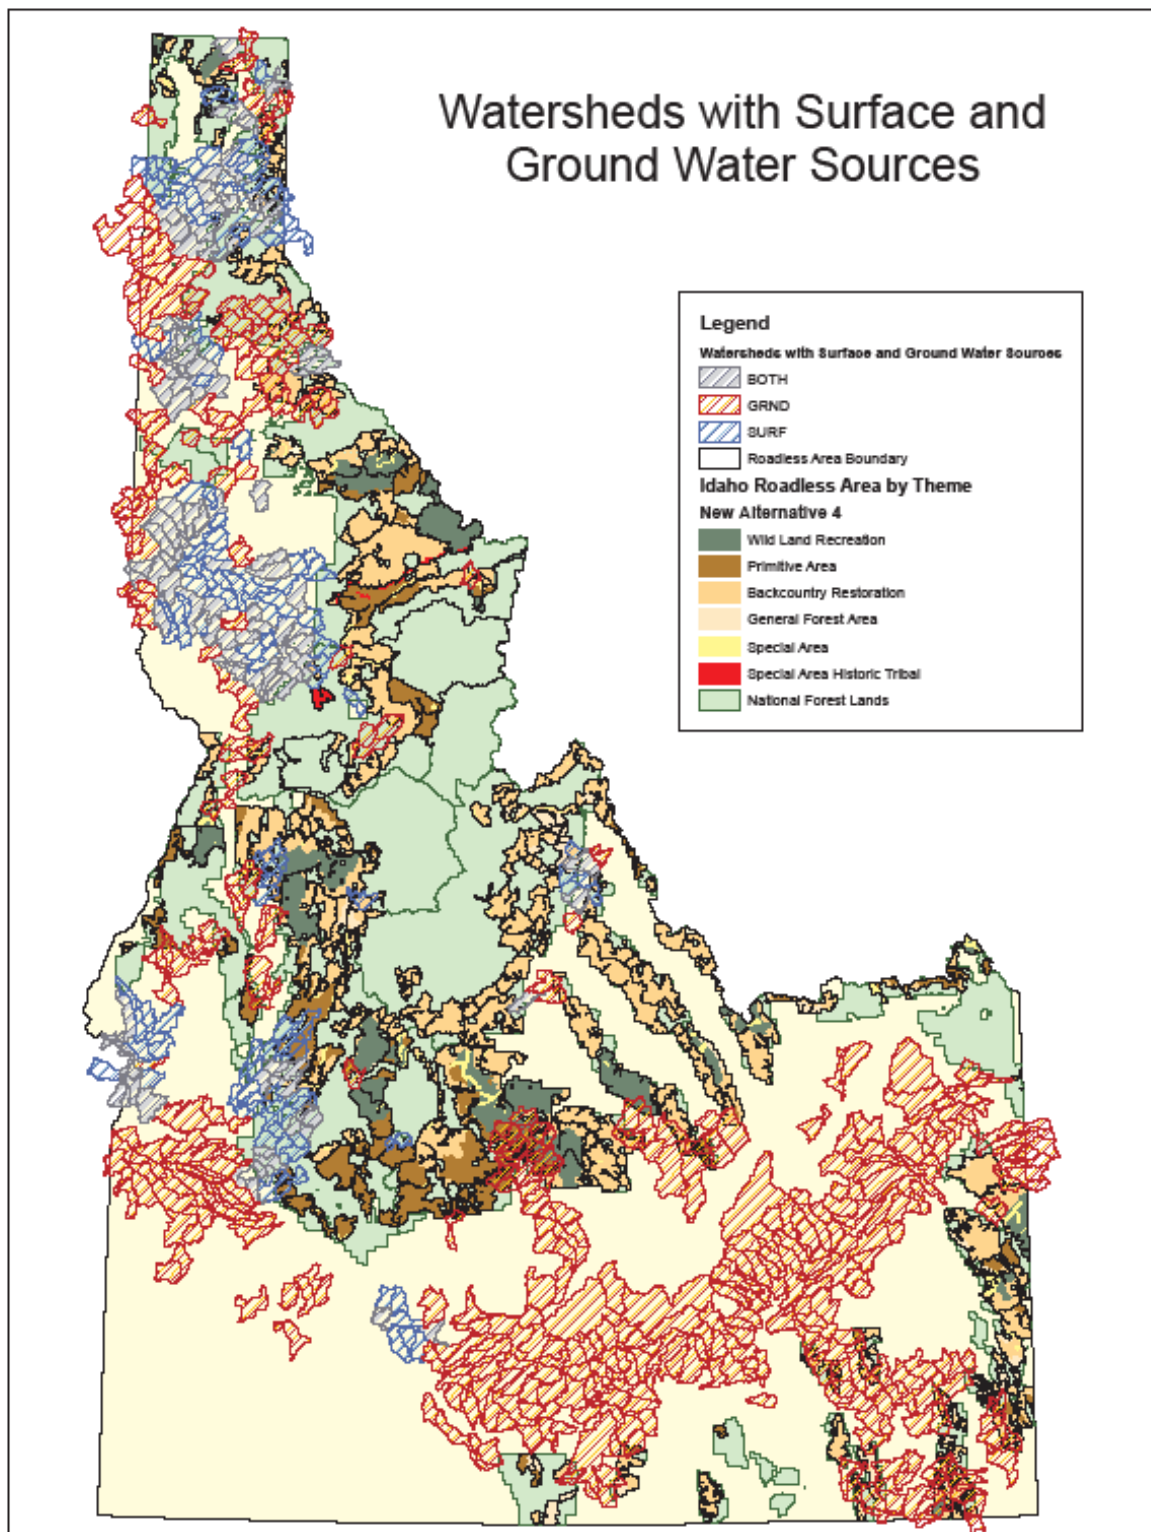 Watersheds with Surface and
Ground Water Sources
Legend
Watersheds with Surface and Ground Water Sources
BOTH
GRND
SURF
Roadless Area Boundary
Idaho Roadless Area by Theme
New Alternative 4
Wild Land Recreation
Primitive Area
Backcountry Restoration
General Forest Area
Special Area
Special Area Historic Tribal
National Forest Lands